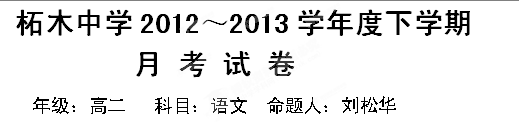 柘木中学2012～2013学年度下学期
月 考 试 卷
年级：高二 科目：语文 命题人：刘松华